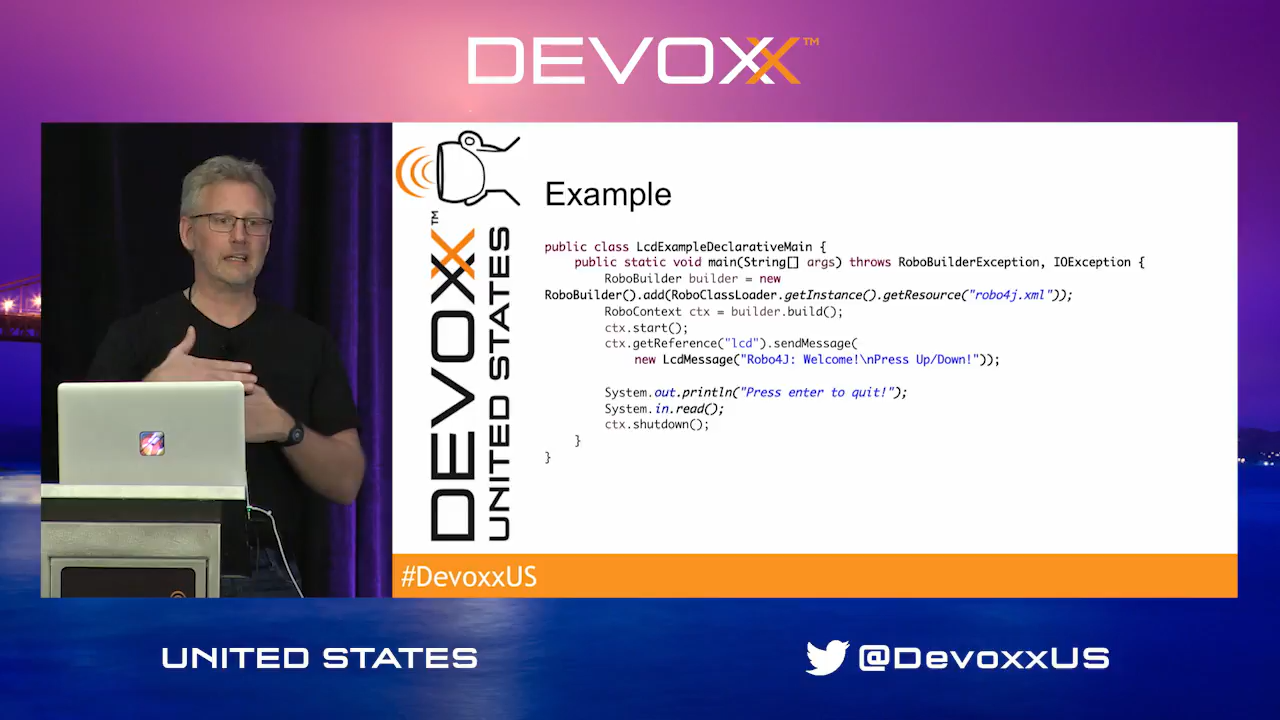 DEVOXX™
DEVOXX™
UNITED STATES
Example
public class LcdExampleDeclarativeMain {
public static void main(String[] args) throws RoboBuilderException, IOException {
RoboBuilder builder = new
RoboBuilder().add(RoboClassLoader.getInstance().getResource("robo4j.xml"));
RoboContext ctx = builder.build();
ctx.start();
ctx.getReference("lcd").sendMessage(
new LcdMessage("Robo4J: Welcome!\nPress Up/Down!"));
System.out.println("Press enter to quit!");
System.in.read();
ctx.shutdown();
}
}
#DevoxxUS
UNITED STATES
@DevoxxUS